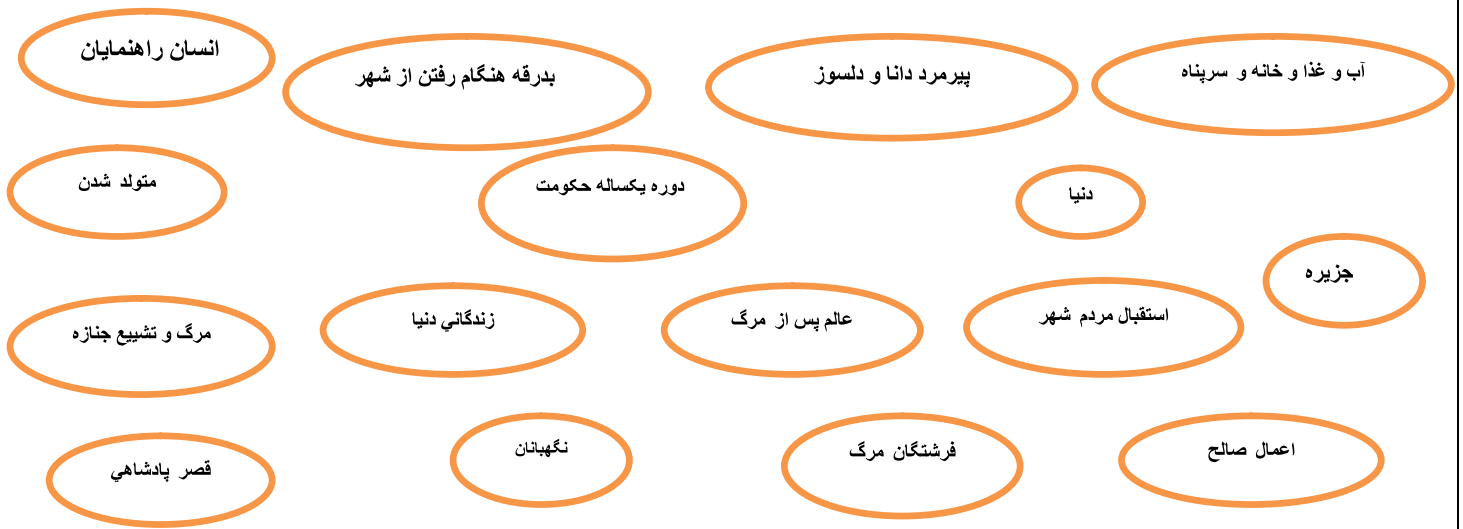 آب و غذا و خانه و سرپناه
پیرمرد دانا و دلسوز
بدرقه هنگام رفتن از شهر
انسان راهنمایان
دنیا
دوره یکساله حکومت
متولد شدن
جزیره
استقبال مردم شهر
عالم پس از مرگ
زندگاني دنیا
مرگ و تشییع جنازه
اعمال صالح
فرشتگان مرگ
نگهبانان
قصر پادشاهي